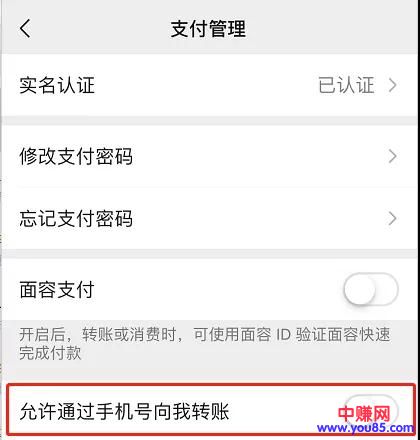 支付管理
实名认证 已认证
修改支付密码
忘记支付密码
面容支付
开启后，转账或消费时，可使用面容 ID 验证面容快速
完成付款
允许通过手机号向我转账
中赚网
www.you85.com